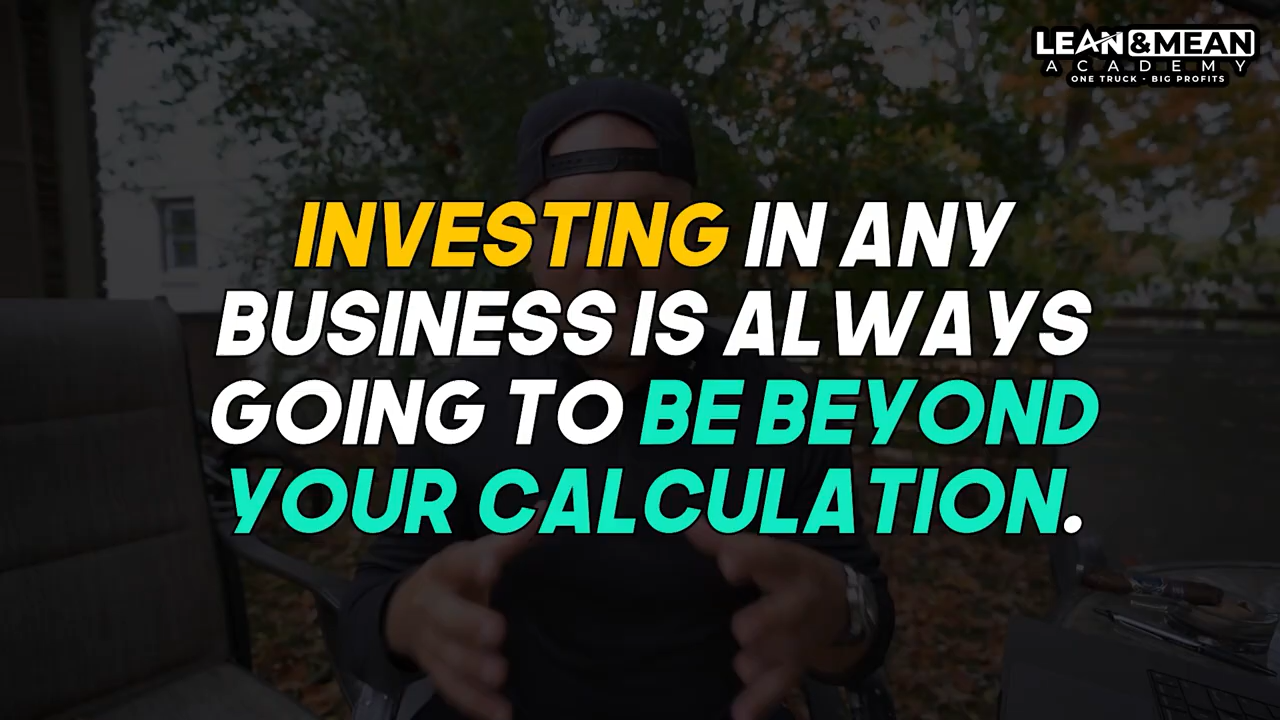 LEAN&MEAN
ACADEMY
ONE TRUCK - BIG PROFITS
INVESTING IN ANY
BUSINESS IS ALWAYS
GOING TO BE BEYOND
YOUR CALCULATION.